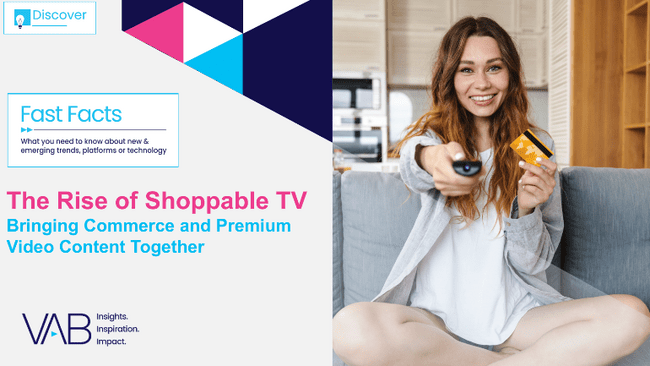 Discover
Fast Facts
What you need to know about new &
emerging trends, platforms or technology
The Rise of Shoppable TV
Bringing Commerce and Premium
Video Content Together
VAB
Insights.
Inspiration.
Impact.